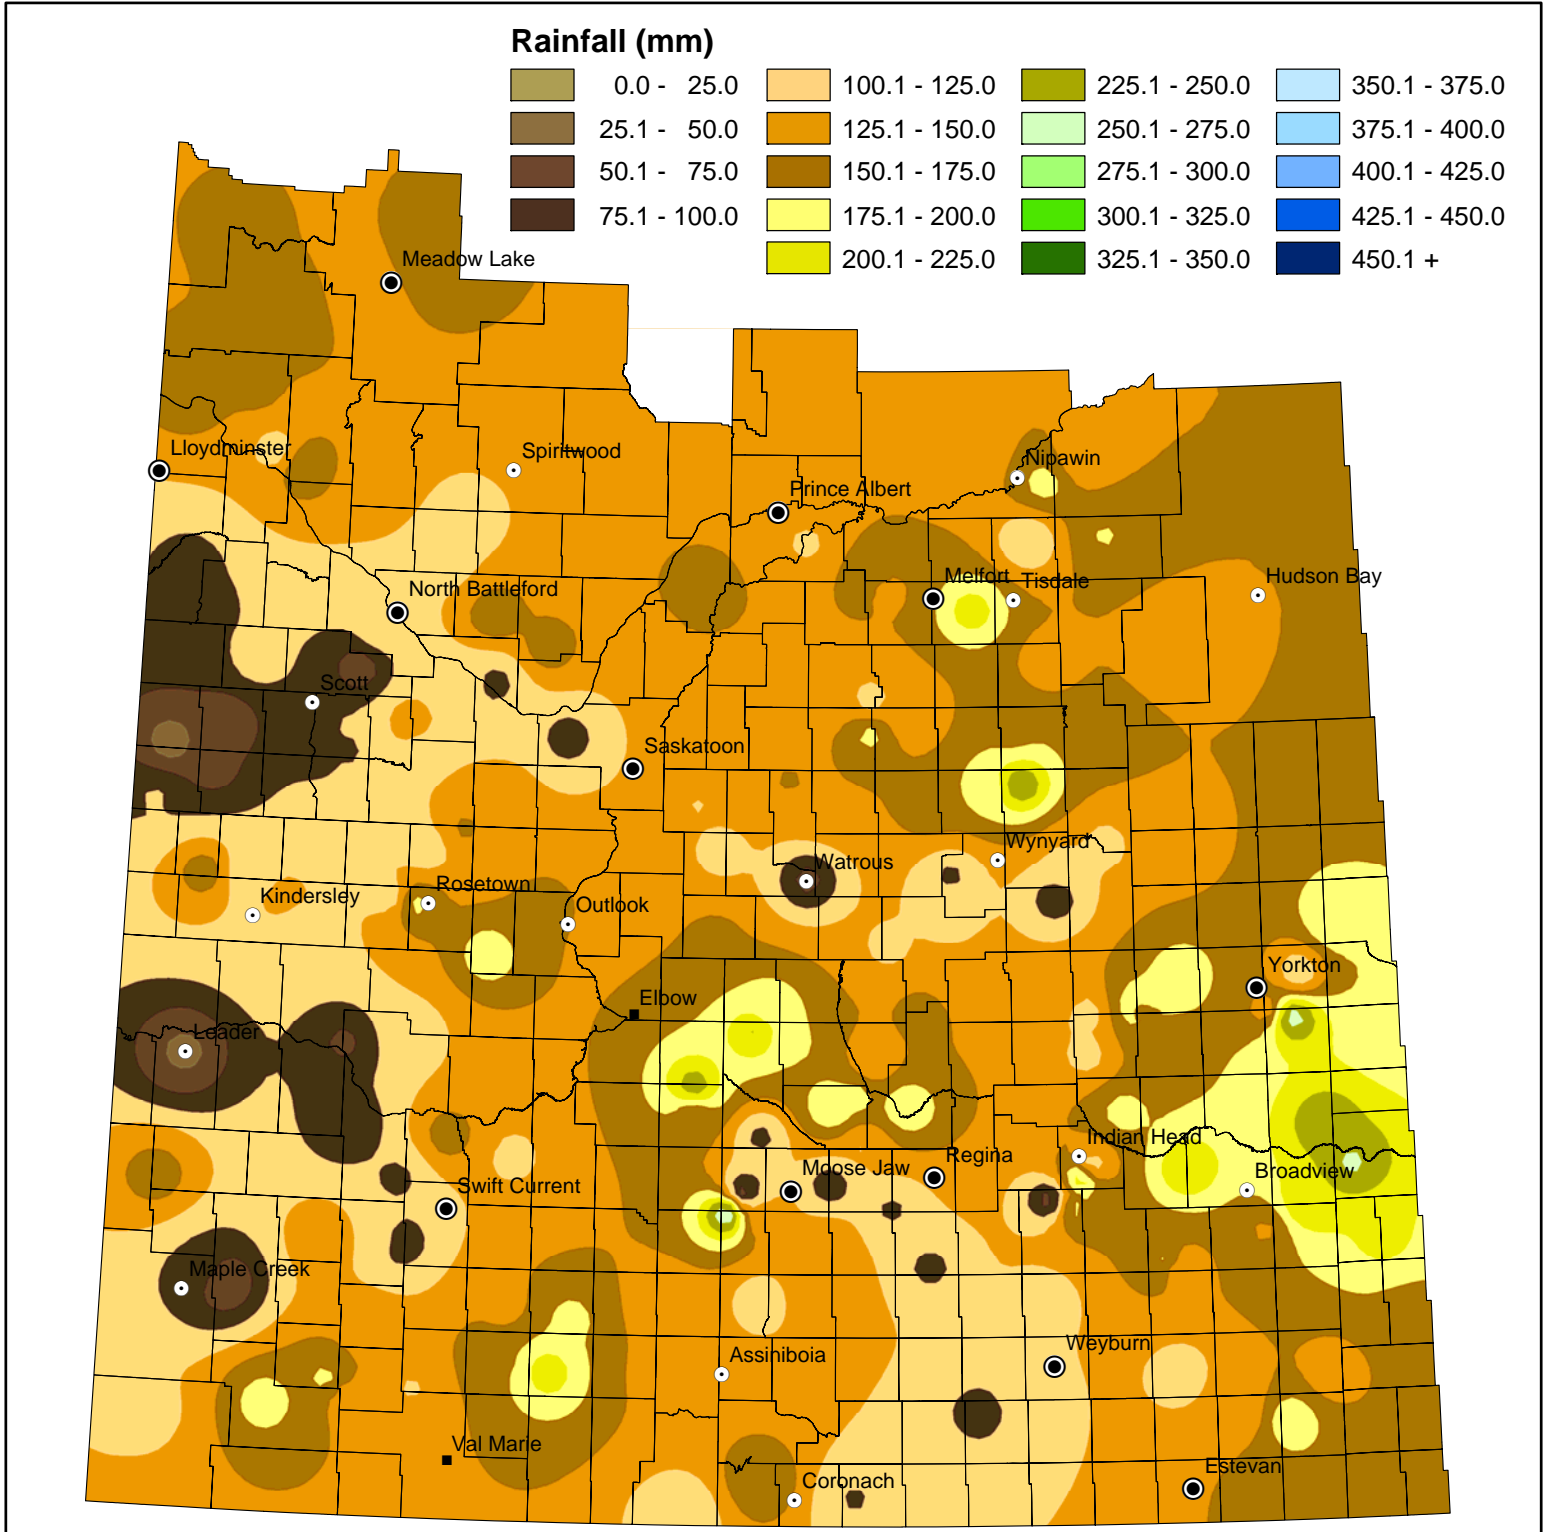 Rainfall (mm)
0.0 - 25.0
25.1 - 50.0
50.1 - 75.0
75.1 - 100.0
100.1 - 125.0
125.1 - 150.0
150.1 - 175.0
175.1 - 200.0
200.1 - 225.0
225.1 - 250.0
250.1 - 275.0
275.1 - 300.0
300.1 - 325.0
325.1 - 350.0
350.1 - 375.0
375.1 - 400.0
400.1 - 425.0
425.1 - 450.0
450.1 +
Meadow Lake
Lloydminster
Spiritwood
Nipawin
Prince Albert
North Battleford
Melfort
Tisdale
Hudson Bay
Scott
Saskatoon
Watrous
Wynyard
Kindersley
Rosetown
Outlook
Yorkton
Elbow
Leader
Indian Head
Regina
Moose Jaw
Broadview
Swift Current
Maple Creek
Weyburn
Assiniboia
Val Marie
Coronach
Estevan